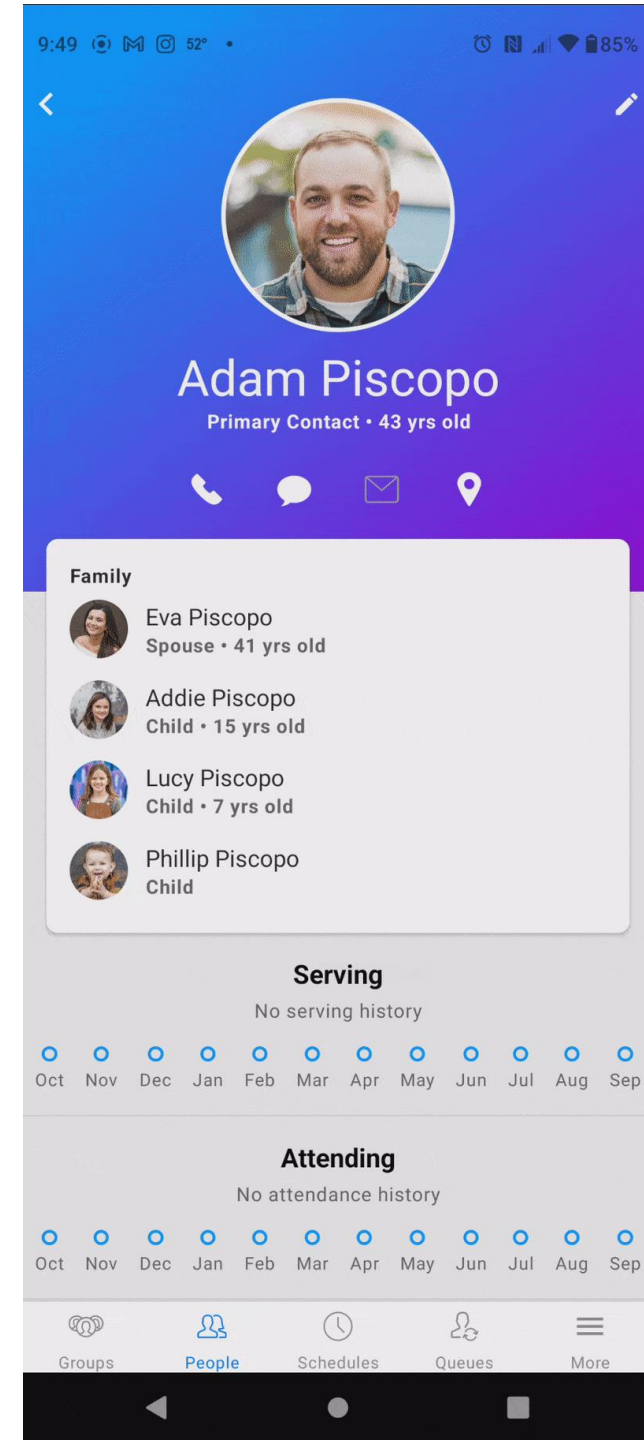 9:49 52° • 85%
Adam Piscopo
Primary Contact • 43 yrs old
Family
Eva Piscopo
Spouse • 41 yrs old
Addie Piscopo
Child • 15 yrs old
Lucy Piscopo
Child • 7 yrs old
Phillip Piscopo
Child
Serving
No serving history
Oct Nov Dec Jan Feb Mar Apr May Jun Jul Aug Sep
Attending
No attendance history
Oct Nov Dec Jan Feb Mar Apr May Jun Jul Aug Sep
Groups People Schedules Queues More